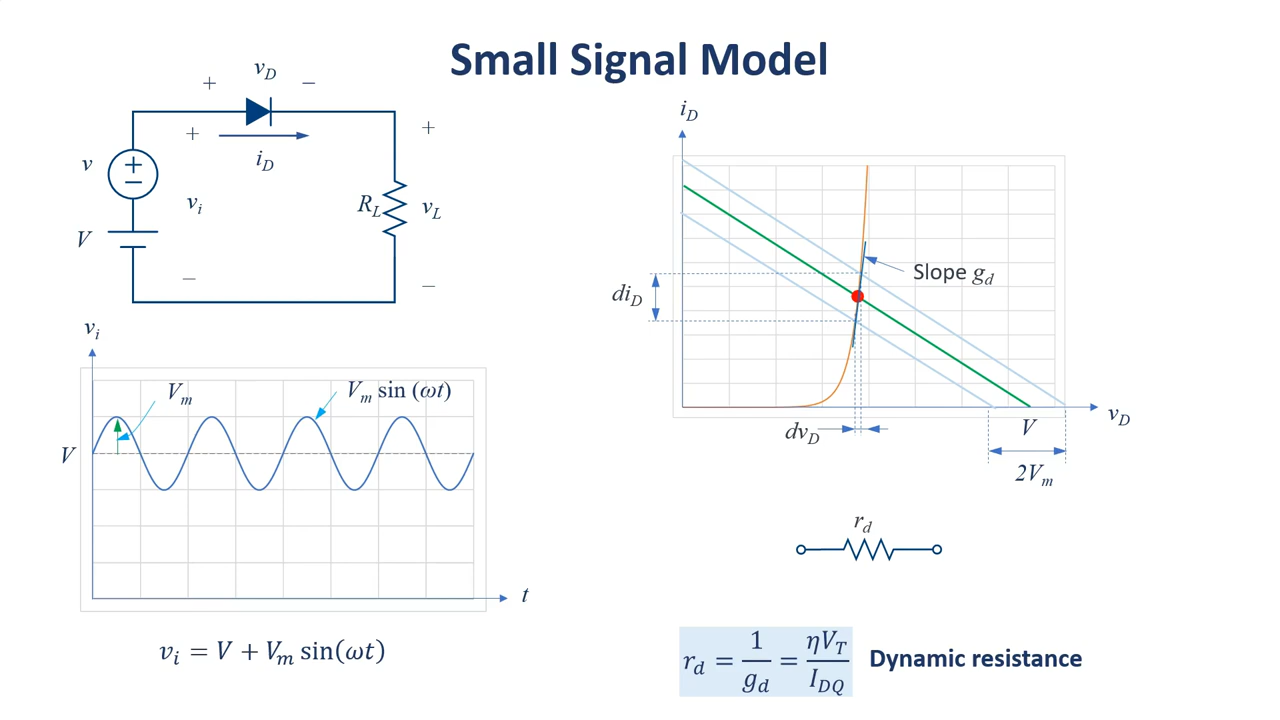 Small Signal Model
+ v_D −
+
i_D
+
v
+
−
v_i
V
−
R_L
v_L
+
−
v_i
V_m
V_m sin (ωt)
V
t
v_i = V + V_m sin(ωt)
i_D
Slope g_d
di_D
dv_D
V
v_D
2V_m
r_d
r_d = 1/g_d = ηV_T/I_DQ Dynamic resistance